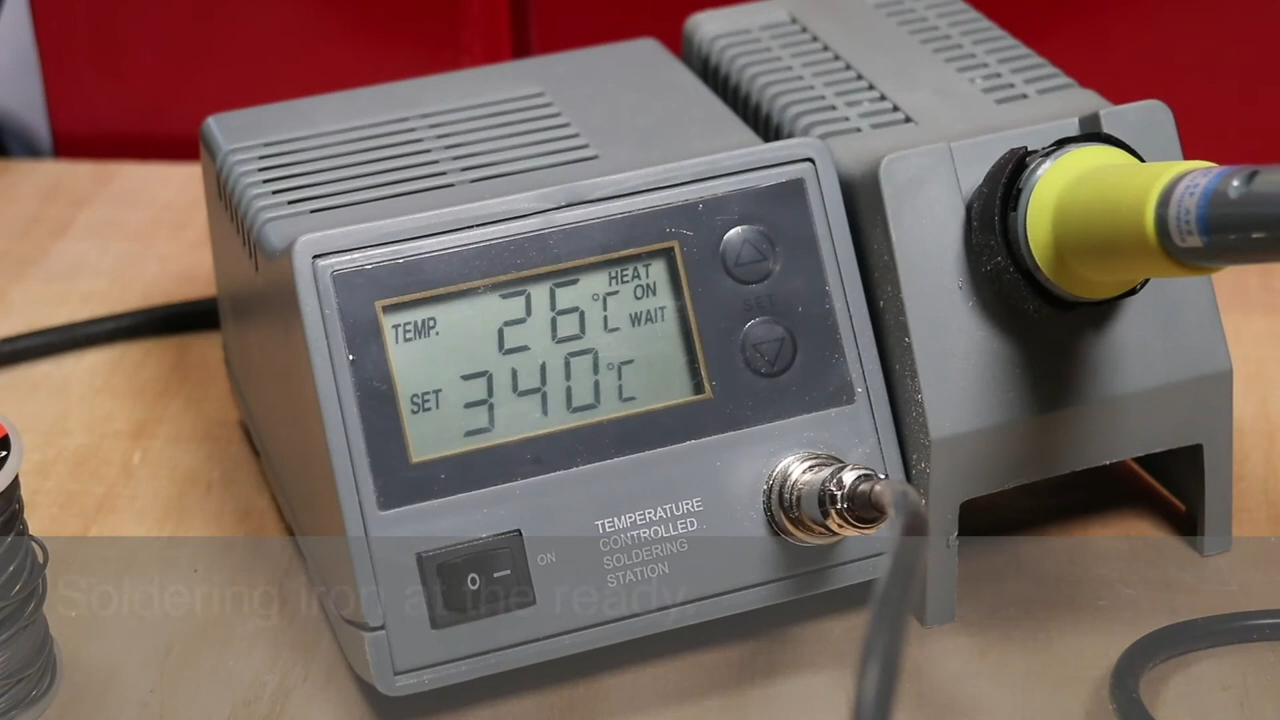 TEMP. 26°C HEAT ON WAIT
SET 340°C
SET
TEMPERATURE
CONTROLLED
SOLDERING
STATION
O – ON
Soldering iron at the ready.